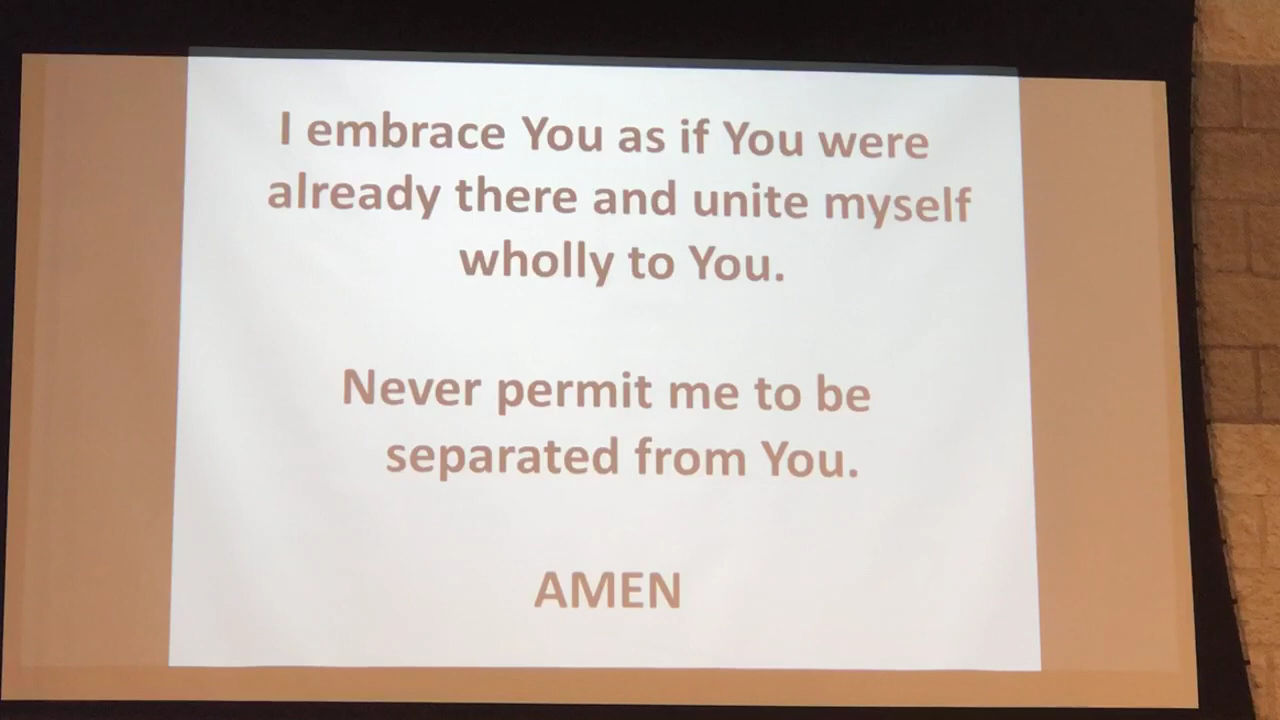 I embrace You as if You were
already there and unite myself
wholly to You.
Never permit me to be
separated from You.
AMEN